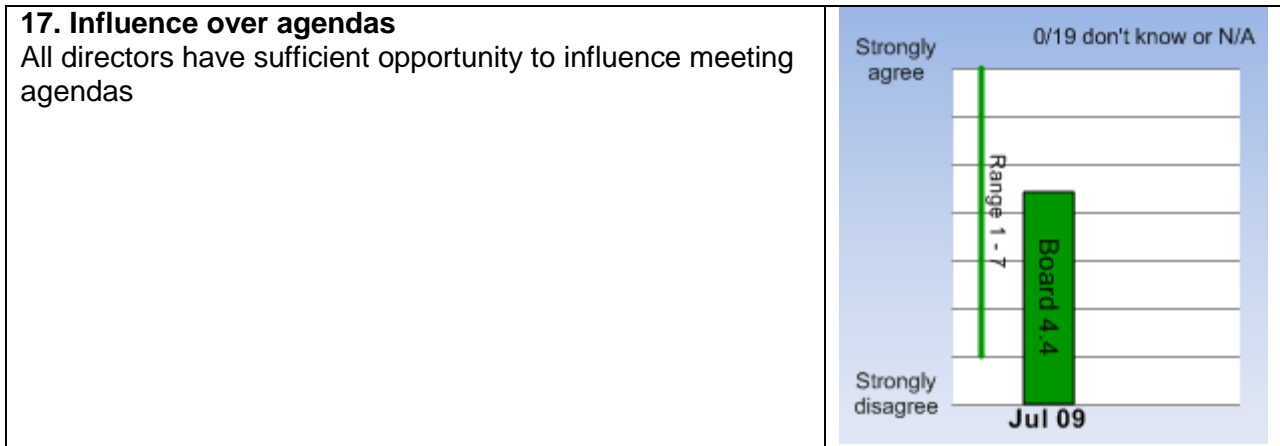 17. Influence over agendas
All directors have sufficient opportunity to influence meeting
agendas
0/19 don't know or N/A
Strongly
agree
Range 1 - 7
Board 4.4
Strongly
disagree
Jul 09